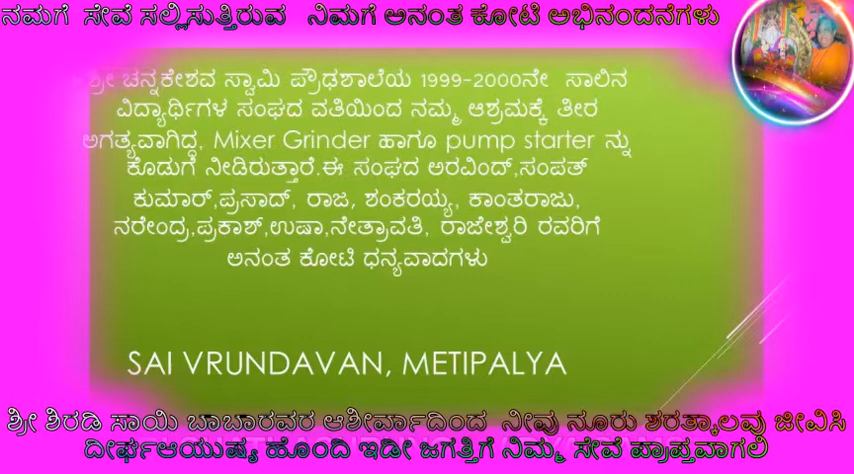 ನಮಗೆ ಸೇವೆ ಸಲ್ಲಿಸುತ್ತಿರುವ ನಿಮಗೆ ಅನಂತ ಕೋಟಿ ಅಭಿನಂದನೆಗಳು
ಶ್ರೀ ಚನ್ನಕೇಶವ ಸ್ವಾಮಿ ಪ್ರೌಢಶಾಲೆಯ 1999-2000ನೇ ಸಾಲಿನ
ವಿದ್ಯಾರ್ಥಿಗಳ ಸಂಘದ ವತಿಯಿಂದ ನಮ್ಮ ಆಶ್ರಮಕ್ಕೆ ತೀರ
ಅಗತ್ಯವಾಗಿದ್ದ, Mixer Grinder ಹಾಗೂ pump starter ನ್ನು
ಕೊಡುಗೆ ನೀಡಿರುತ್ತಾರೆ.ಈ ಸಂಘದ ಅರವಿಂದ್,ಸಂಪತ್
ಕುಮಾರ್,ಪ್ರಸಾದ್, ರಾಜ, ಶಂಕರಯ್ಯ, ಕಾಂತರಾಜು,
ನರೇಂದ್ರ,ಪ್ರಕಾಶ್,ಉಷಾ,ನೇತ್ರಾವತಿ, ರಾಜೇಶ್ವರಿ ರವರಿಗೆ
ಅನಂತ ಕೋಟಿ ಧನ್ಯವಾದಗಳು
SAI VRUNDAVAN, METIPALYA
ಶ್ರೀ ಶಿರಡಿ ಸಾಯಿ ಬಾಬಾರವರ ಆಶೀರ್ವಾದಿಂದ ನೀವು ನೂರು ಶರತ್ಕಾಲವು ಜೀವಿಸಿ
ದೀರ್ಘಆಯುಷ್ಯ ಹೊಂದಿ ಇಡೀ ಜಗತ್ತಿಗೆ ನಿಮ್ಮ ಸೇವೆ ಪ್ರಾಪ್ತವಾಗಲಿ